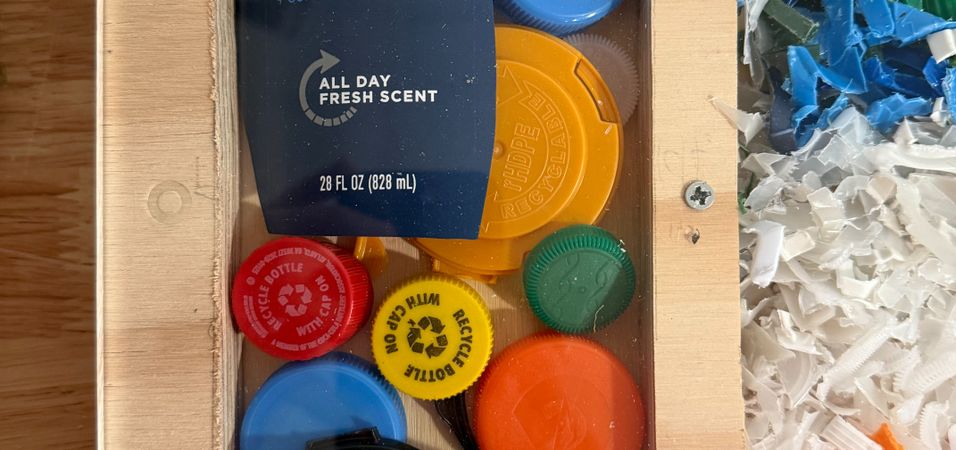 ALL DAY
FRESH SCENT
28 FL OZ (828 mL)
HDPE
RECYCLABLE
RECYCLE BOTTLE
WITH CAP
NO
RECYCLE BOTTLE
WITH CAP ON